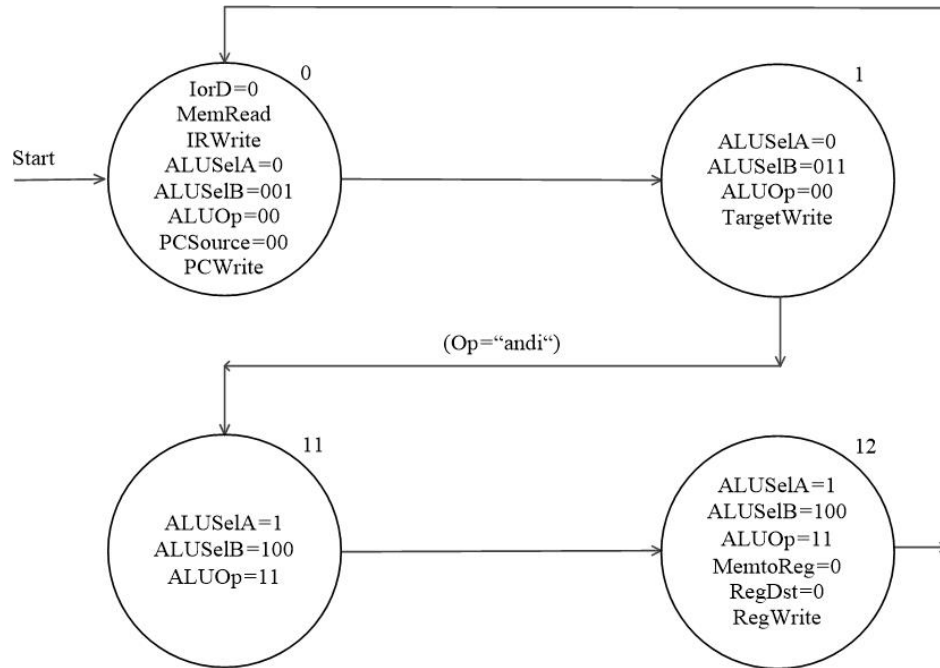 0
IorD=0
MemRead
IRWrite
ALUSelA=0
ALUSelB=001
ALUOp=00
PCSource=00
PCWrite
Start
1
ALUSelA=0
ALUSelB=011
ALUOp=00
TargetWrite
(Op=“andi“)
11
ALUSelA=1
ALUSelB=100
ALUOp=11
12
ALUSelA=1
ALUSelB=100
ALUOp=11
MemtoReg=0
RegDst=0
RegWrite